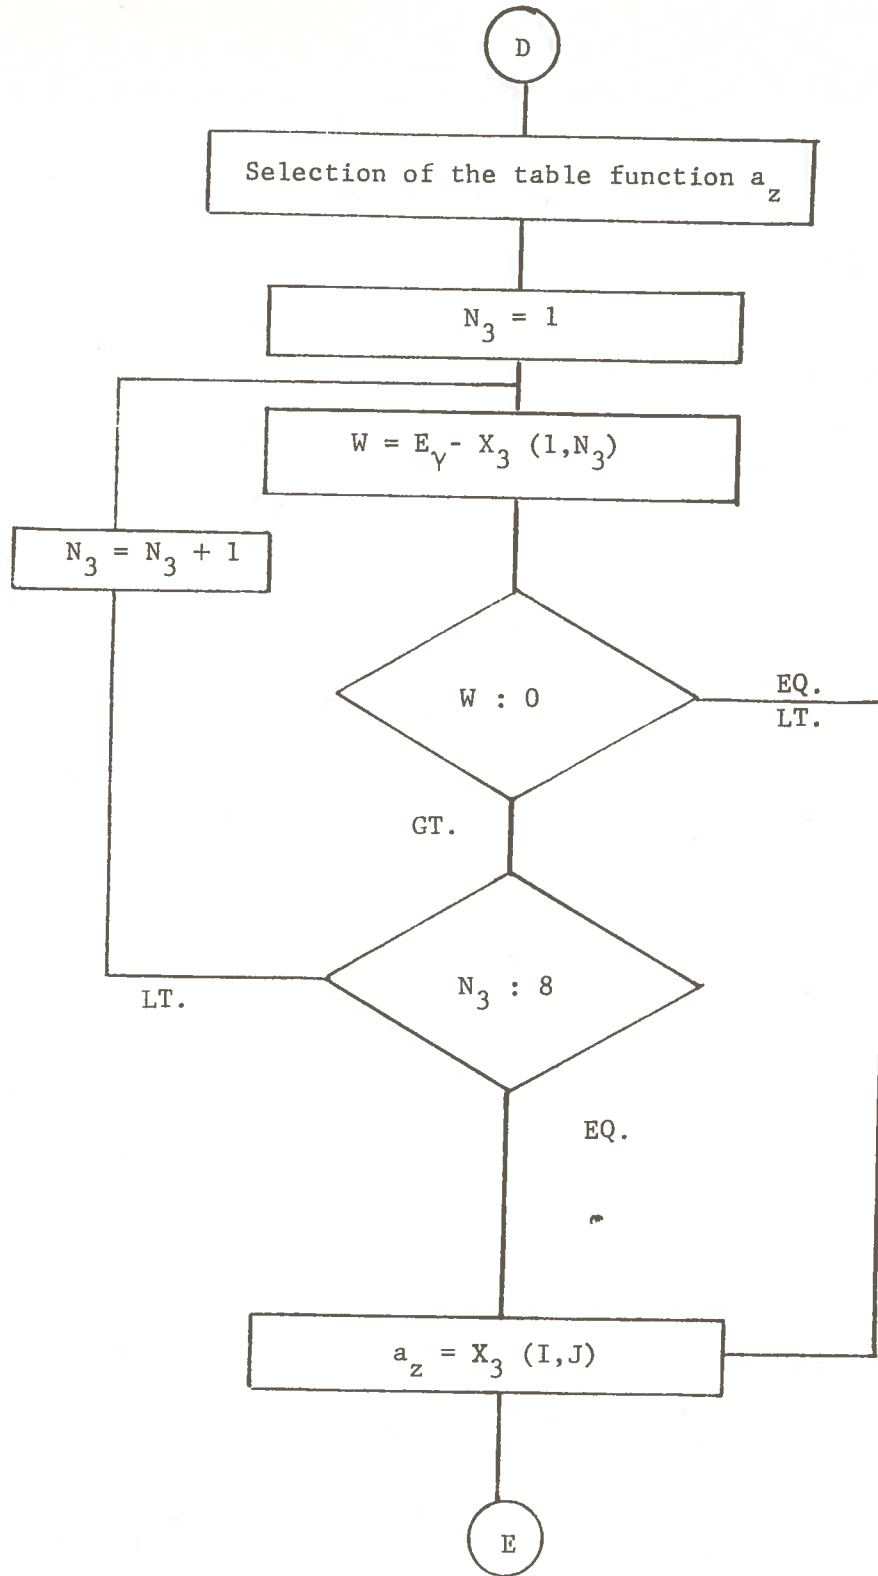 D
Selection of the table function a_z
N_3 = 1
W = E_γ - X_3 (1,N_3)
N_3 = N_3 + 1
W : 0
EQ.
LT.
GT.
N_3 : 8
LT.
EQ.
a_z = X_3 (I,J)
E